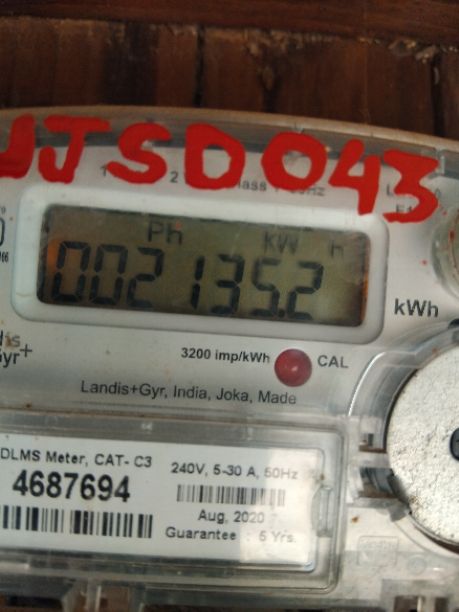 UJSD043
Ph kW H
002135.2
kWh
3200 imp/kWh CAL
Landis+Gyr, India, Joka, Made
DLMS Meter, CAT- C3
4687694
240V, 5-30 A, 50Hz
Aug, 2020
Guarantee : 5 Yrs.